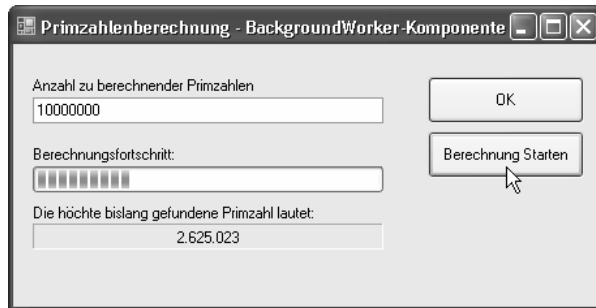 Primzahlenberechnung - BackgroundWorker-Komponente
Anzahl zu berechnender Primzahlen
10000000
OK
Berechnungsfortschritt:
Berechnung Starten
Die höchte bislang gefundene Primzahl lautet:
2.625.023